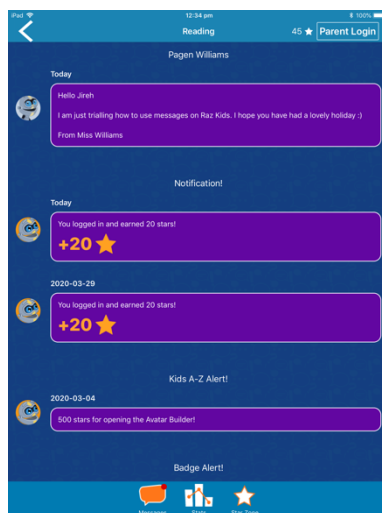 iPad
12:34 pm
100%
Reading
45
Parent Login
Pagen Williams
Today
Hello Jireh
I am just trialling how to use messages on Raz Kids. I hope you have had a lovely holiday :)
From Miss Williams
Notification!
Today
You logged in and earned 20 stars!
+20
2020-03-29
You logged in and earned 20 stars!
+20
Kids A-Z Alert!
2020-03-04
500 stars for opening the Avatar Builder!
Badge Alert!
Messages
Stats
Star Zone